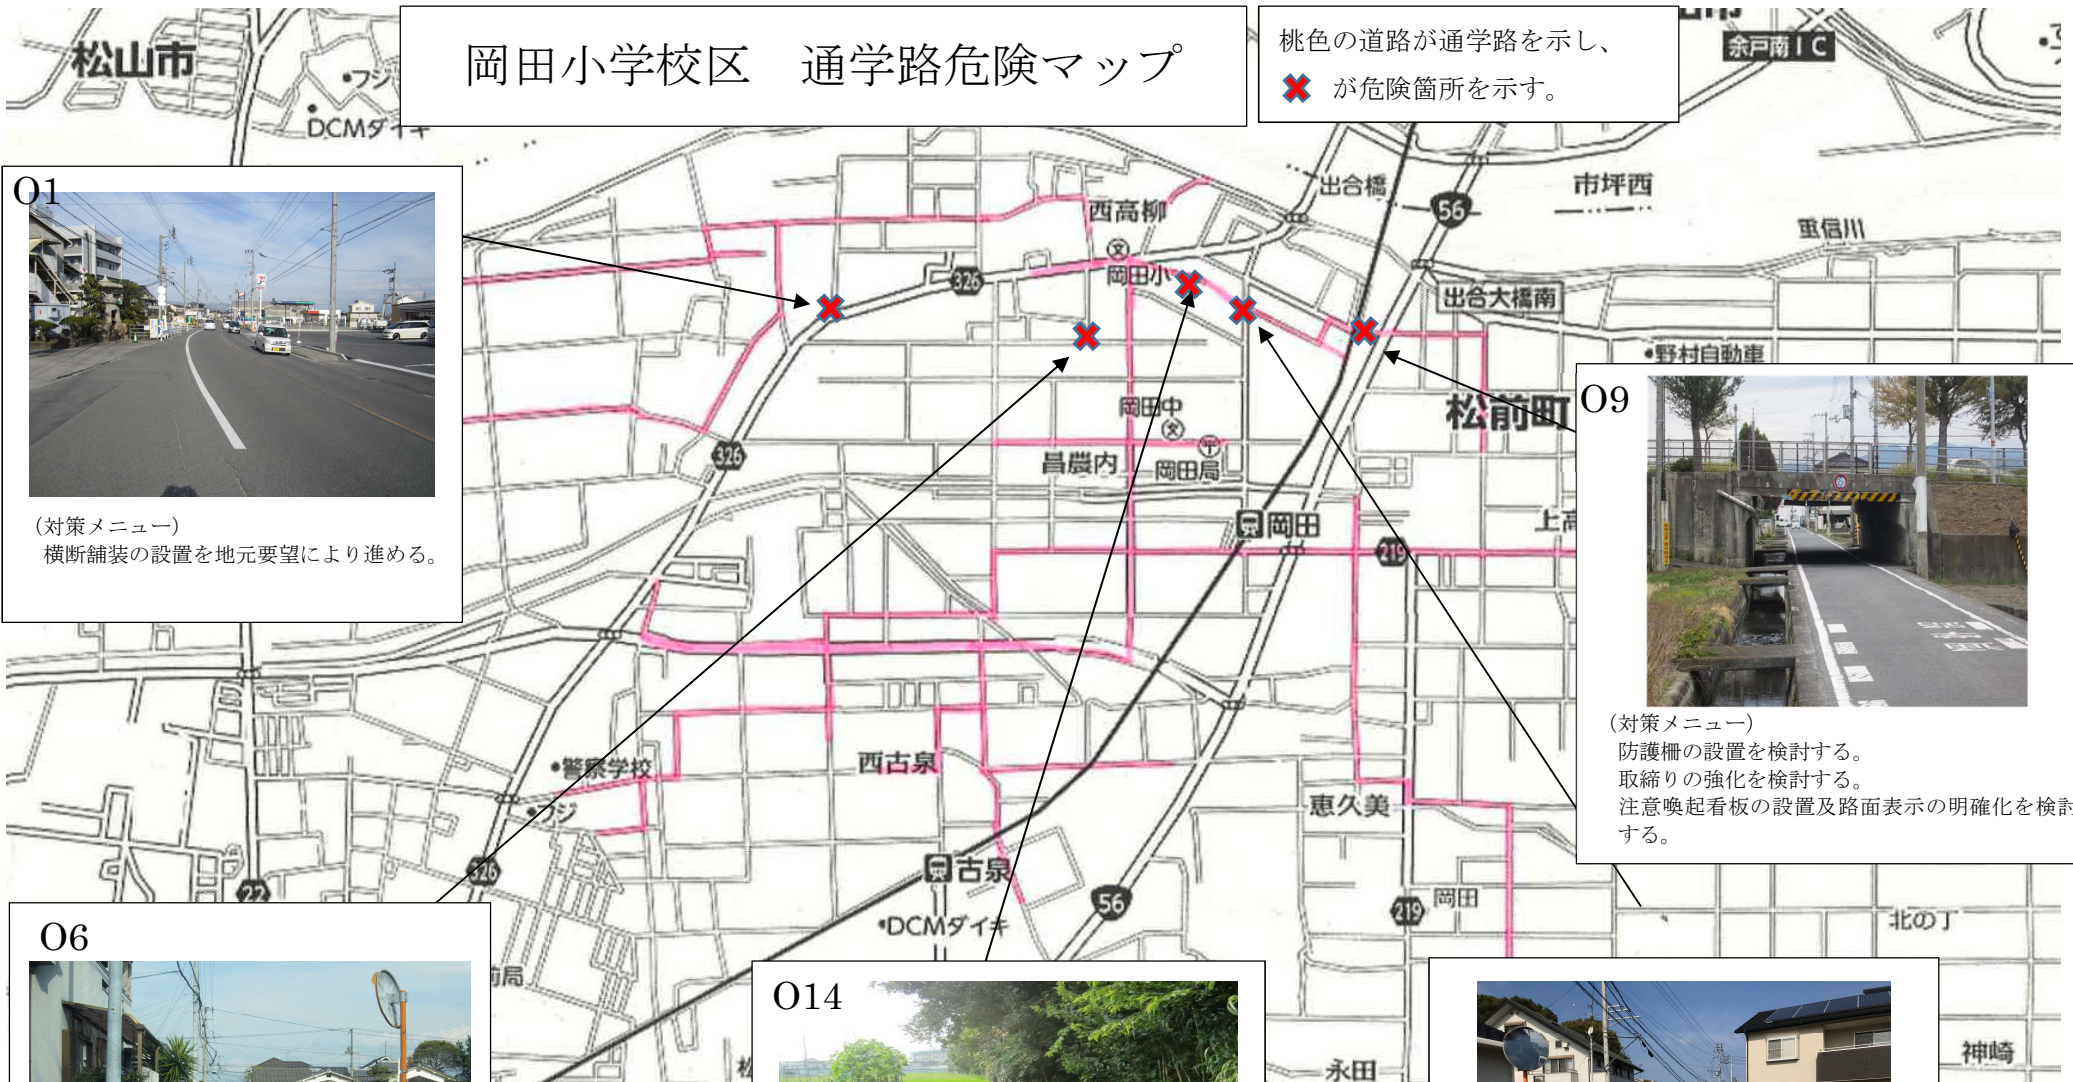 岡田小学校区　通学路危険マップ
桃色の道路が通学路を示し、
が危険箇所を示す。
松山市
フジ
DCMダイキ
余戸南IC
O1
(対策メニュー)
横断舗装の設置を地元要望により進める。
西高柳
出合橋
56
市坪西
重信川
文
岡田小
326
出合大橋南
野村自動車
松前町
O9
(対策メニュー)
防護柵の設置を検討する。
取締りの強化を検討する。
注意喚起看板の設置及路面表示の明確化を検討
する。
岡田中
文
326
昌農内
岡田局
岡田
上高
219
西古泉
警察学校
フジ
恵久美
326
22
古泉
DCMダイキ
56
219
岡田
北の丁
O6
O14
永田
神崎